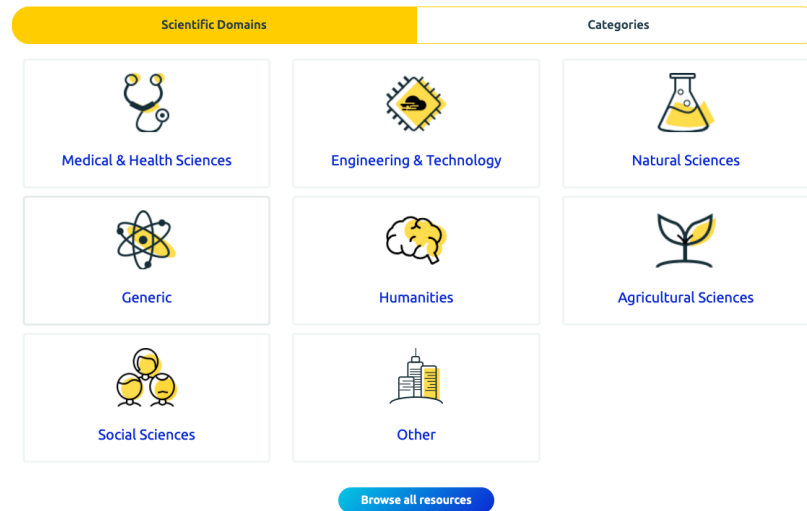 Scientific Domains
Categories
Medical & Health Sciences
Engineering & Technology
Natural Sciences
Generic
Humanities
Agricultural Sciences
Social Sciences
Other
Browse all resources